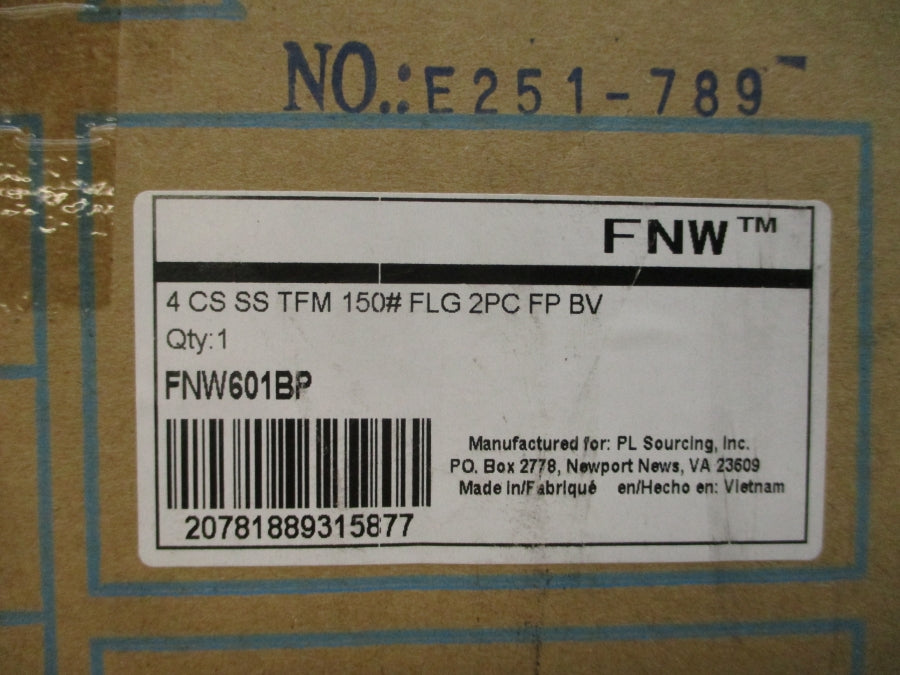 NO.: E251-789
FNW™
4 CS SS TFM 150# FLG 2PC FP BV
Qty:1
FNW601BP
20781889315877
Manufactured for: PL Sourcing, Inc.
PO. Box 2778, Newport News, VA 23609
Made in/Fabriqué en/Hecho en: Vietnam